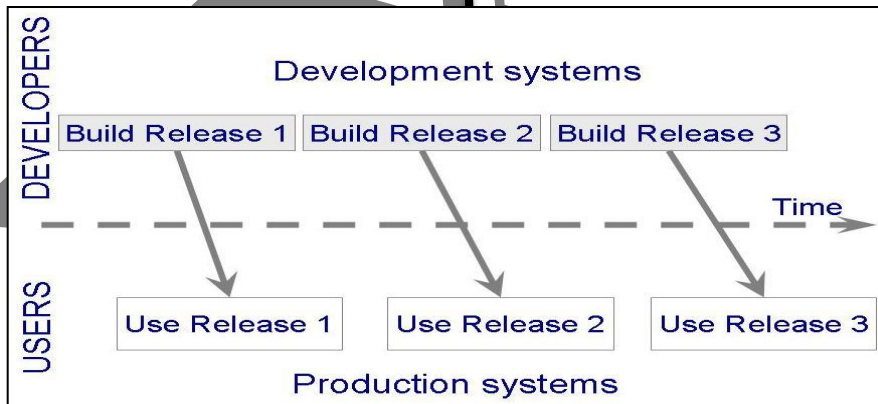 DEVELOPERS
Development systems
Build Release 1
Build Release 2
Build Release 3
Time
USERS
Use Release 1
Use Release 2
Use Release 3
Production systems